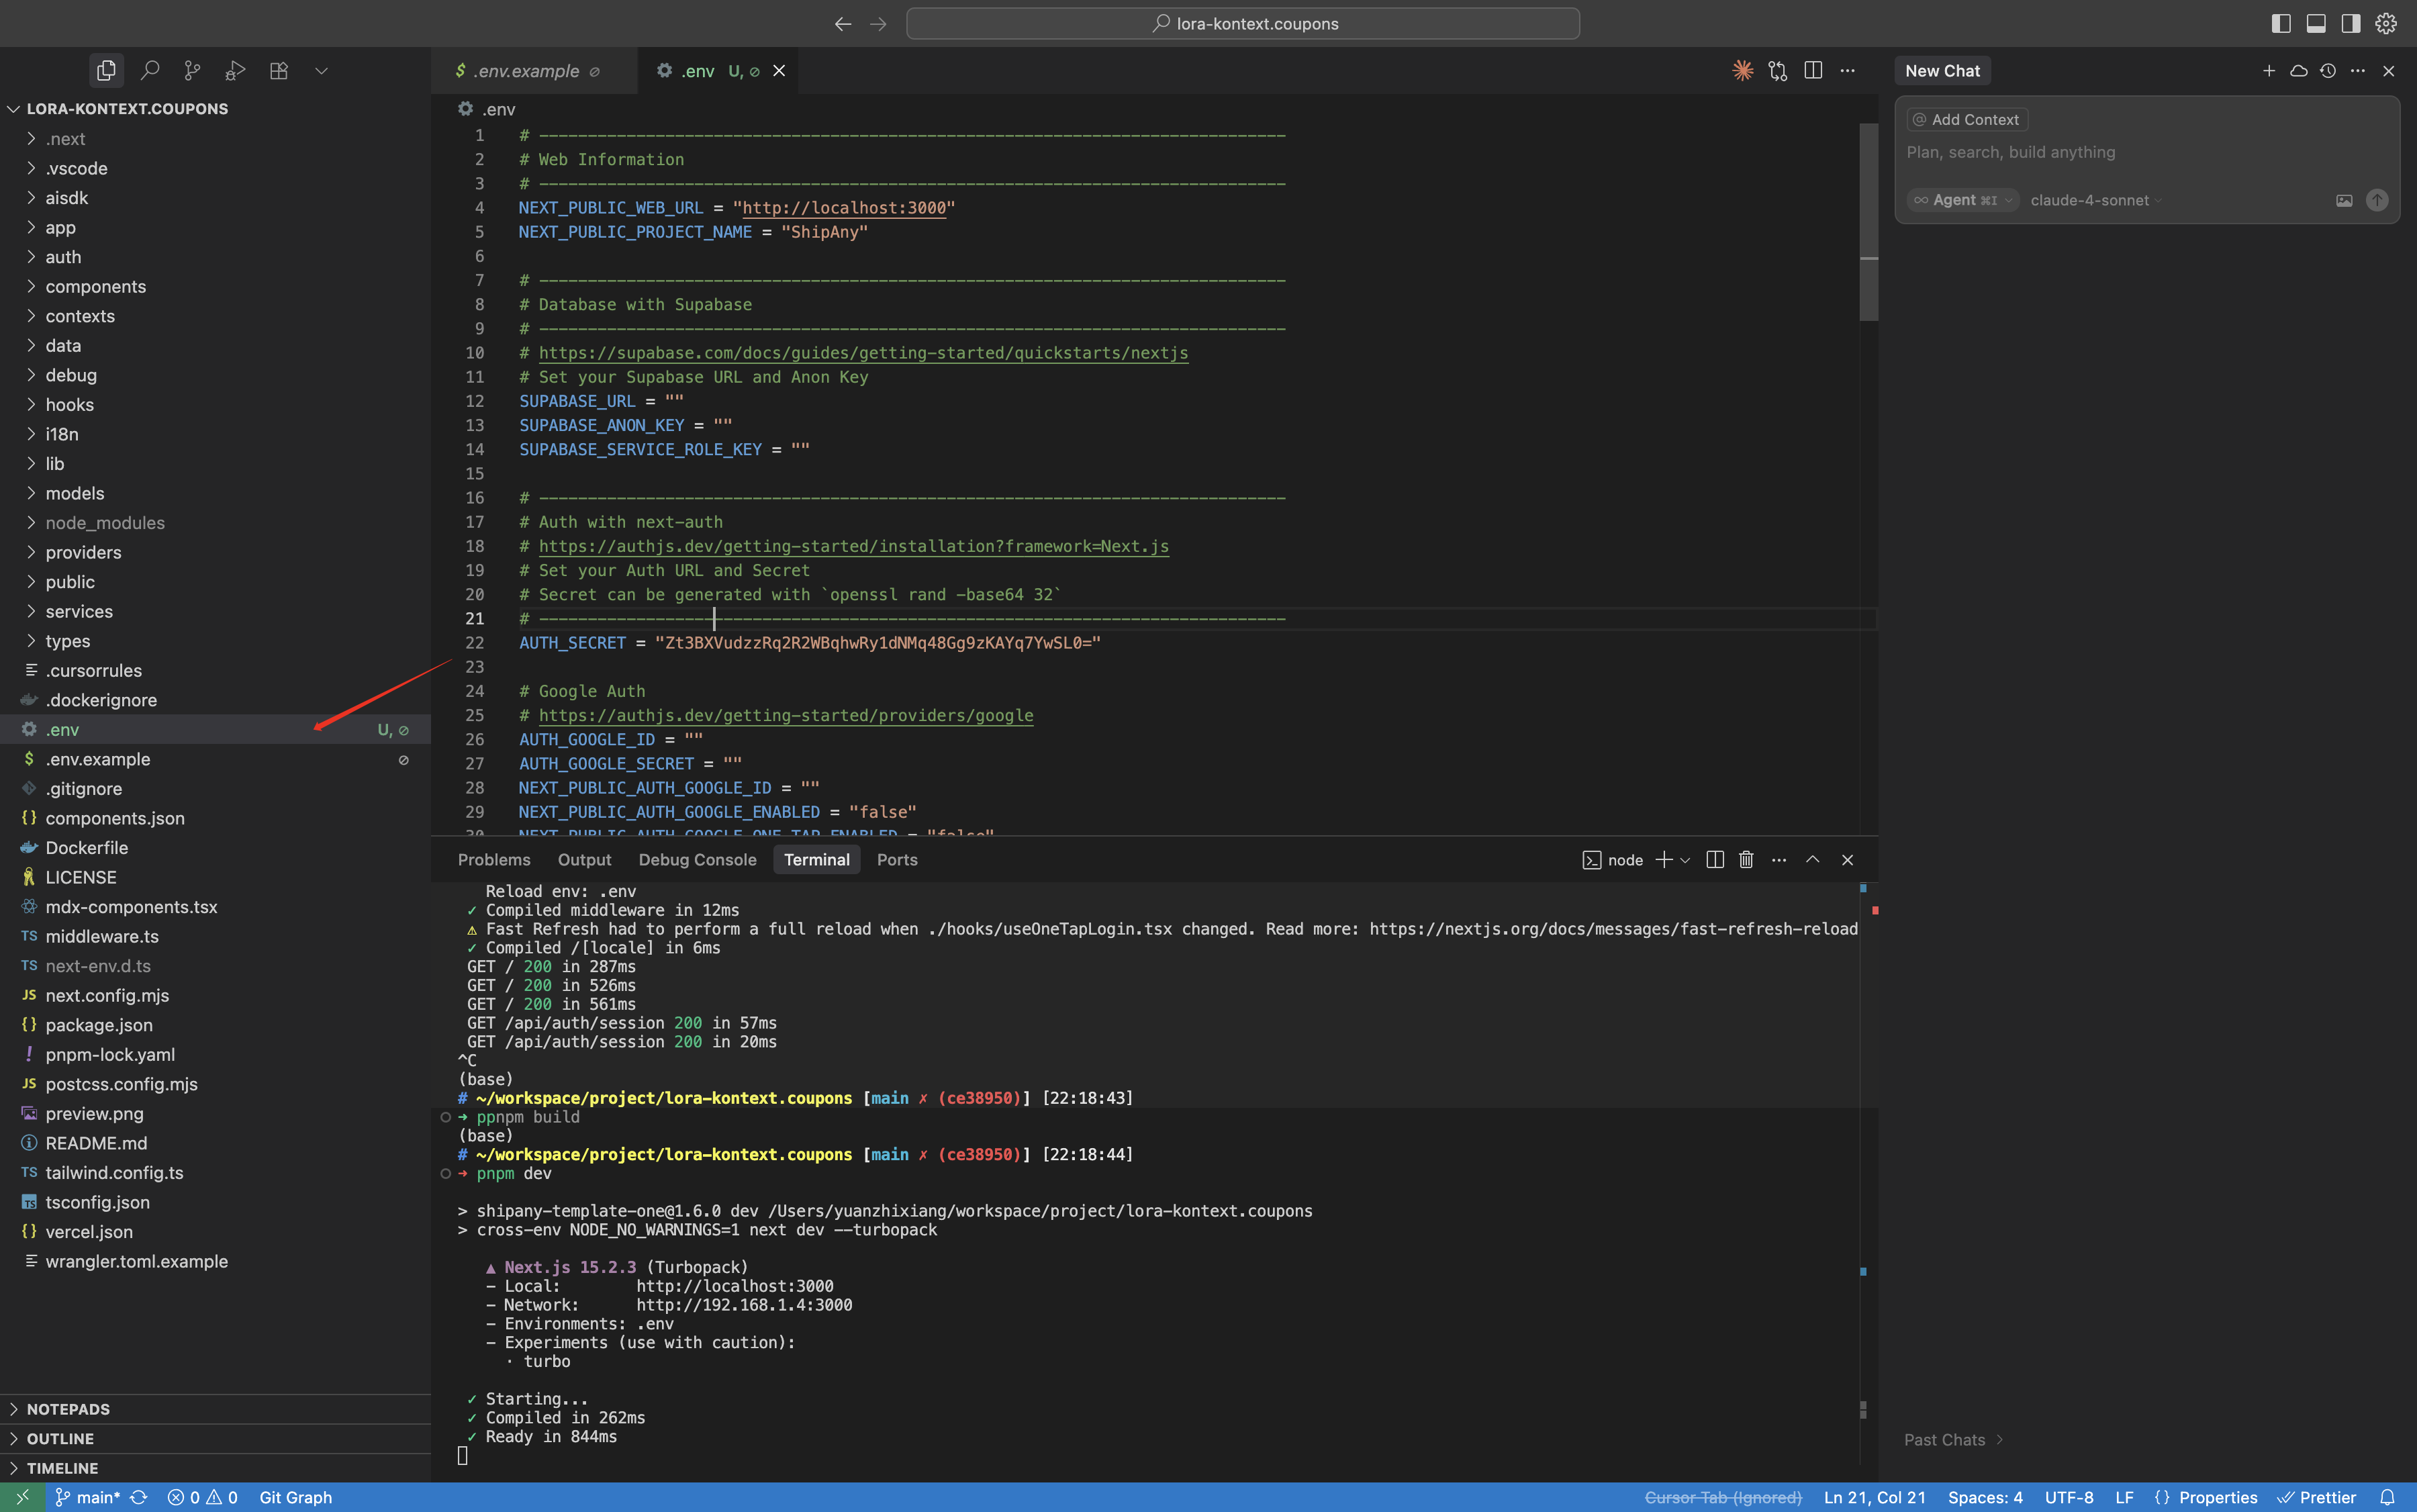 lora-kontext.coupons
LORA-KONTEXT.COUPONS
.next
.vscode
aisdk
app
auth
components
contexts
data
debug
hooks
i18n
lib
models
node_modules
providers
public
services
types
.cursorrules
.dockerignore
.env U,
.env.example
.gitignore
components.json
Dockerfile
LICENSE
mdx-components.tsx
TS middleware.ts
TS next-env.d.ts
JS next.config.mjs
package.json
pnpm-lock.yaml
JS postcss.config.mjs
preview.png
README.md
TS tailwind.config.ts
tsconfig.json
vercel.json
wrangler.toml.example
NOTEPADS
OUTLINE
TIMELINE
$ .env.example
.env U,
.env
1 # -----------------------------------------------------------------------------
2 # Web Information
3 # -----------------------------------------------------------------------------
4 NEXT_PUBLIC_WEB_URL = "http://localhost:3000"
5 NEXT_PUBLIC_PROJECT_NAME = "ShipAny"
6
7 # -----------------------------------------------------------------------------
8 # Database with Supabase
9 # -----------------------------------------------------------------------------
10 # https://supabase.com/docs/guides/getting-started/quickstarts/nextjs
11 # Set your Supabase URL and Anon Key
12 SUPABASE_URL = ""
13 SUPABASE_ANON_KEY = ""
14 SUPABASE_SERVICE_ROLE_KEY = ""
15
16 # -----------------------------------------------------------------------------
17 # Auth with next-auth
18 # https://authjs.dev/getting-started/installation?framework=Next.js
19 # Set your Auth URL and Secret
20 # Secret can be generated with `openssl rand -base64 32`
21 # -----------------------------------------------------------------------------
22 AUTH_SECRET = "Zt3BXVudzzRq2R2WBqhwRy1dNMq48Gg9zKAYq7YwSL0="
23
24 # Google Auth
25 # https://authjs.dev/getting-started/providers/google
26 AUTH_GOOGLE_ID = ""
27 AUTH_GOOGLE_SECRET = ""
28 NEXT_PUBLIC_AUTH_GOOGLE_ID = ""
29 NEXT_PUBLIC_AUTH_GOOGLE_ENABLED = "false"
30 NEXT_PUBLIC_AUTH_GOOGLE_ONE_TAP_ENABLED = "false"
Problems Output Debug Console Terminal Ports node
Reload env: .env
✓ Compiled middleware in 12ms
⚠ Fast Refresh had to perform a full reload when ./hooks/useOneTapLogin.tsx changed. Read more: https://nextjs.org/docs/messages/fast-refresh-reload
✓ Compiled /[locale] in 6ms
GET / 200 in 287ms
GET / 200 in 526ms
GET / 200 in 561ms
GET /api/auth/session 200 in 57ms
GET /api/auth/session 200 in 20ms
^C
(base)
# ~/workspace/project/lora-kontext.coupons [main ✗ (ce38950)] [22:18:43]
➜ ppnpm build
(base)
# ~/workspace/project/lora-kontext.coupons [main ✗ (ce38950)] [22:18:44]
➜ pnpm dev
> shipany-template-one@1.6.0 dev /Users/yuanzhixiang/workspace/project/lora-kontext.coupons
> cross-env NODE_NO_WARNINGS=1 next dev --turbopack
▲ Next.js 15.2.3 (Turbopack)
- Local: http://localhost:3000
- Network: http://192.168.1.4:3000
- Environments: .env
- Experiments (use with caution):
· turbo
✓ Starting...
✓ Compiled in 262ms
✓ Ready in 844ms
New Chat
@ Add Context
Plan, search, build anything
∞ Agent ⌘I claude-4-sonnet
Past Chats
main* 0 0 Git Graph Cursor Tab (Ignored) Ln 21, Col 21 Spaces: 4 UTF-8 LF {} Properties Prettier